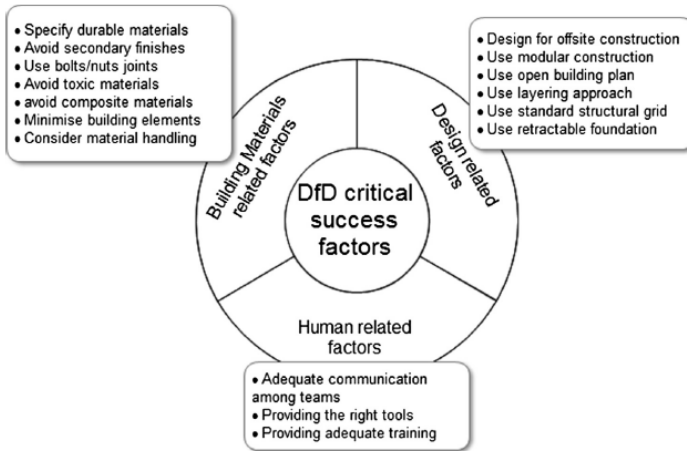 • Specify durable materials
• Avoid secondary finishes
• Use bolts/nuts joints
• Avoid toxic materials
• avoid composite materials
• Minimise building elements
• Consider material handling
• Design for offsite construction
• Use modular construction
• Use open building plan
• Use layering approach
• Use standard structural grid
• Use retractable foundation
Building Materials
related factors
Design related
factors
DfD critical
success
factors
Human related
factors
• Adequate communication
among teams
• Providing the right tools
• Providing adequate training